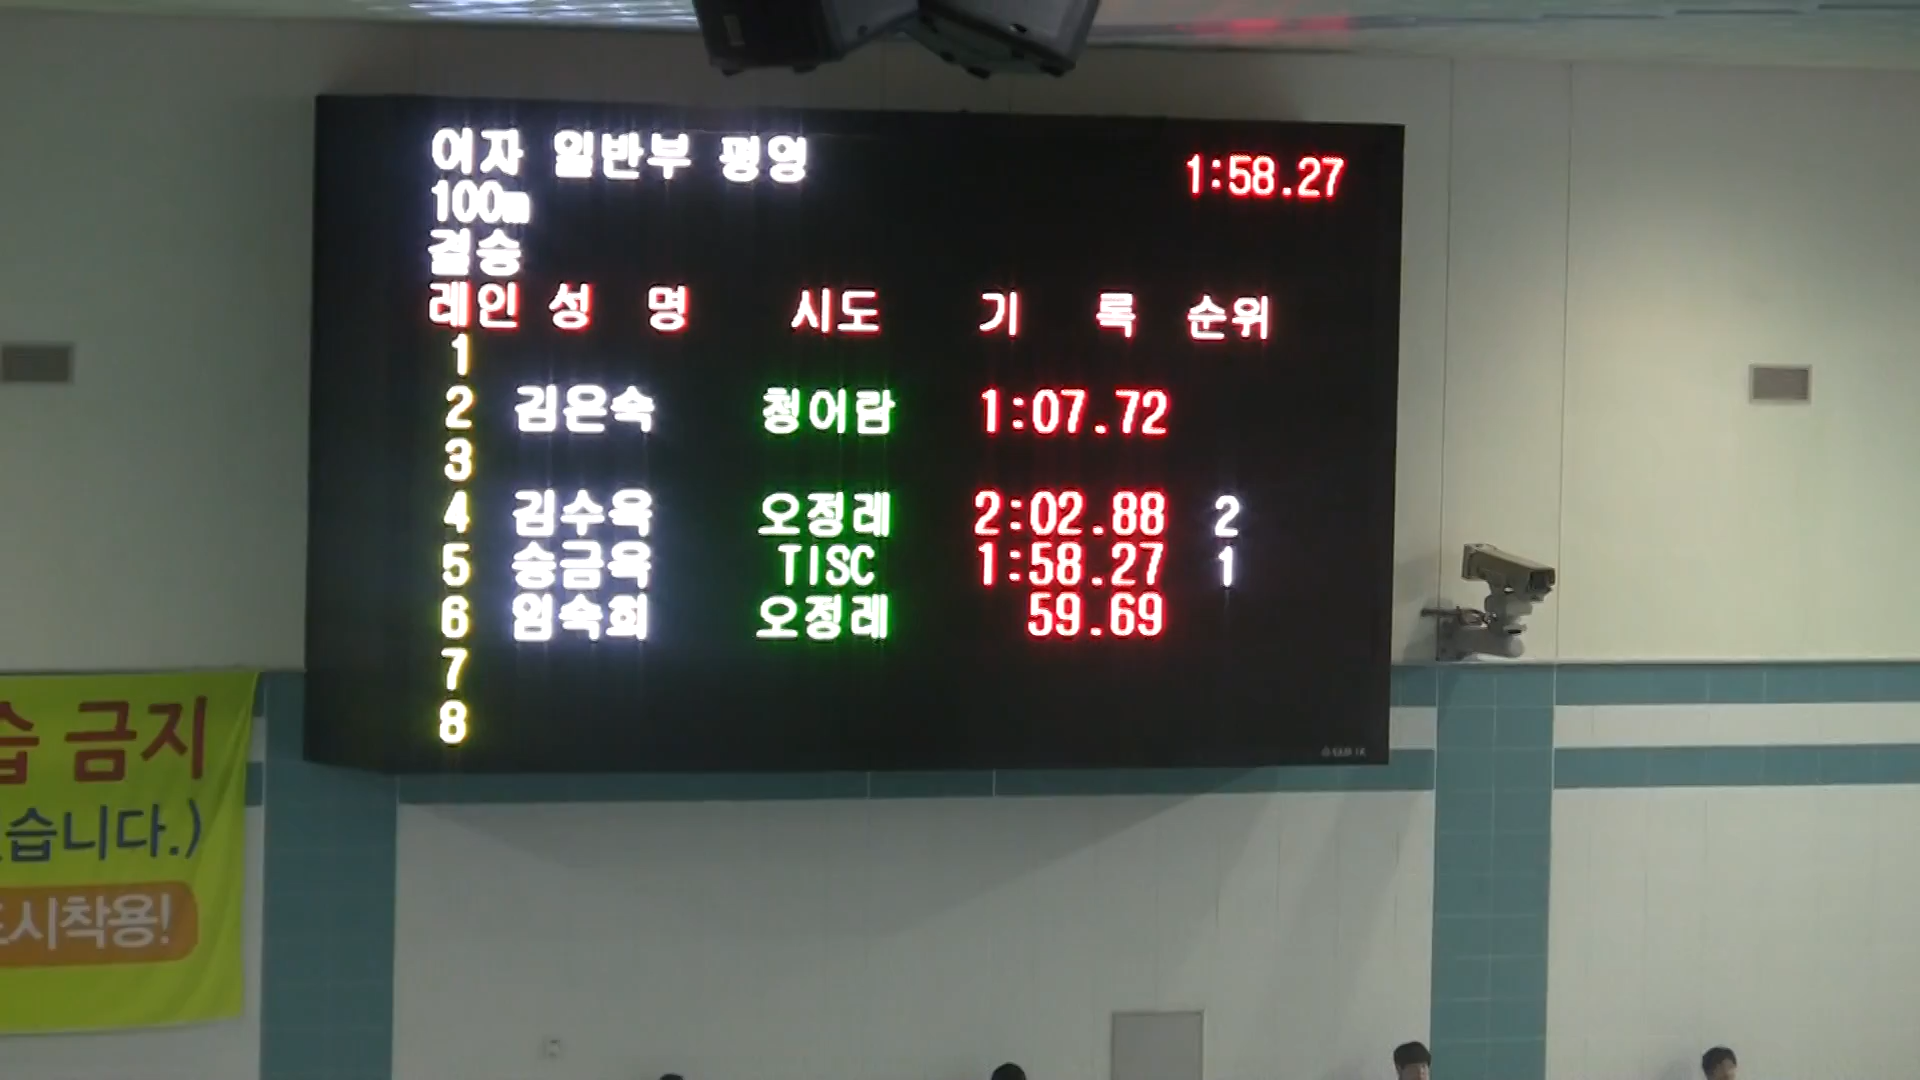 여자 일반부 평영 1:58.27
100m
결승
레인 성 명 시도 기 록 순위
1
2 김은숙 청이람 1:07.72
3
4 김수옥 오정레 2:02.88 2
5 승금옥 TISC 1:58.27 1
6 임숙희 오정레 59.69
7
8
습 금지
습니다.)
시착용!